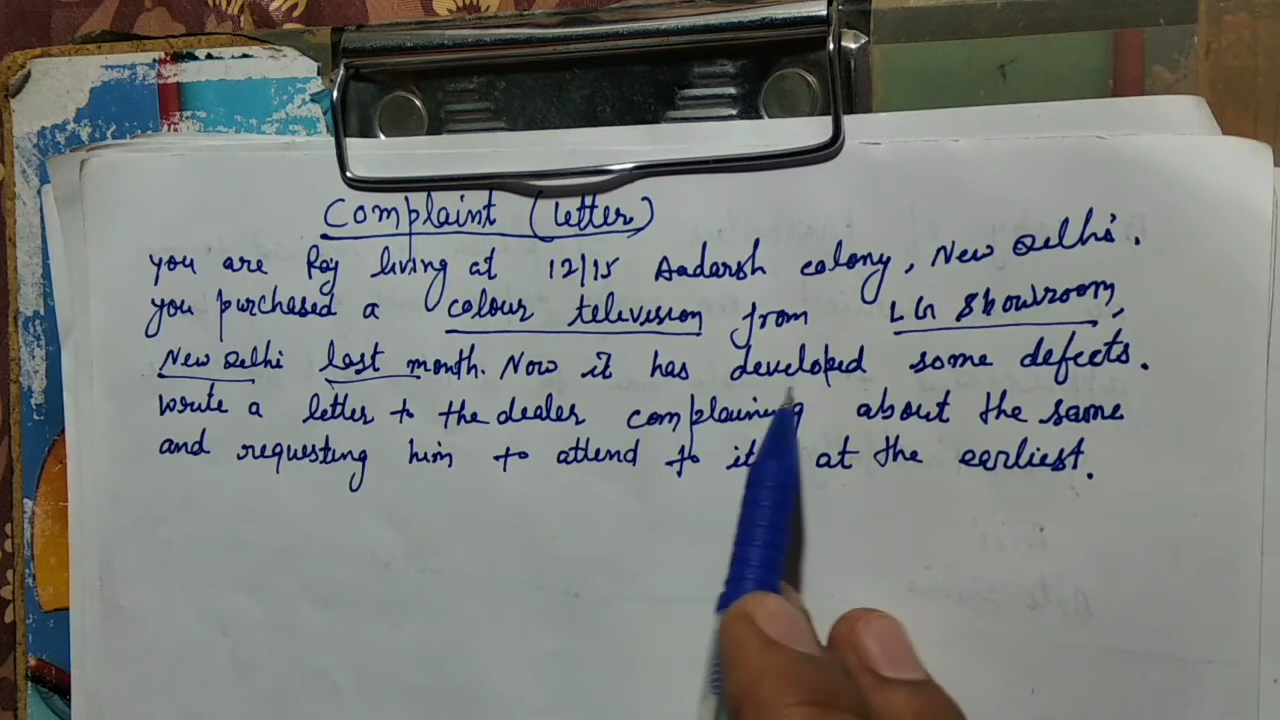 Complaint (Letter)
you are Raj living at 12/15 Aadarsh colony, New Delhi.
you purchased a colour television from LG Showroom,
New Delhi last month. Now it has developed some defects.
write a letter to the dealer complaining about the same
and requesting him to attend to it at the earliest.